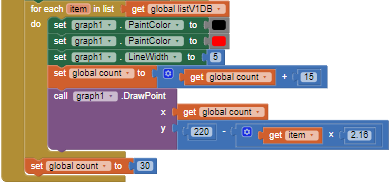 for each item in list get global listV1DB
do set graph1 . PaintColor to
set graph1 . PaintColor to
set graph1 . LineWidth to 5
set global count to get global count + 15
call graph1 .DrawPoint
x get global count
y 220 - get item × 2.18
set global count to 30